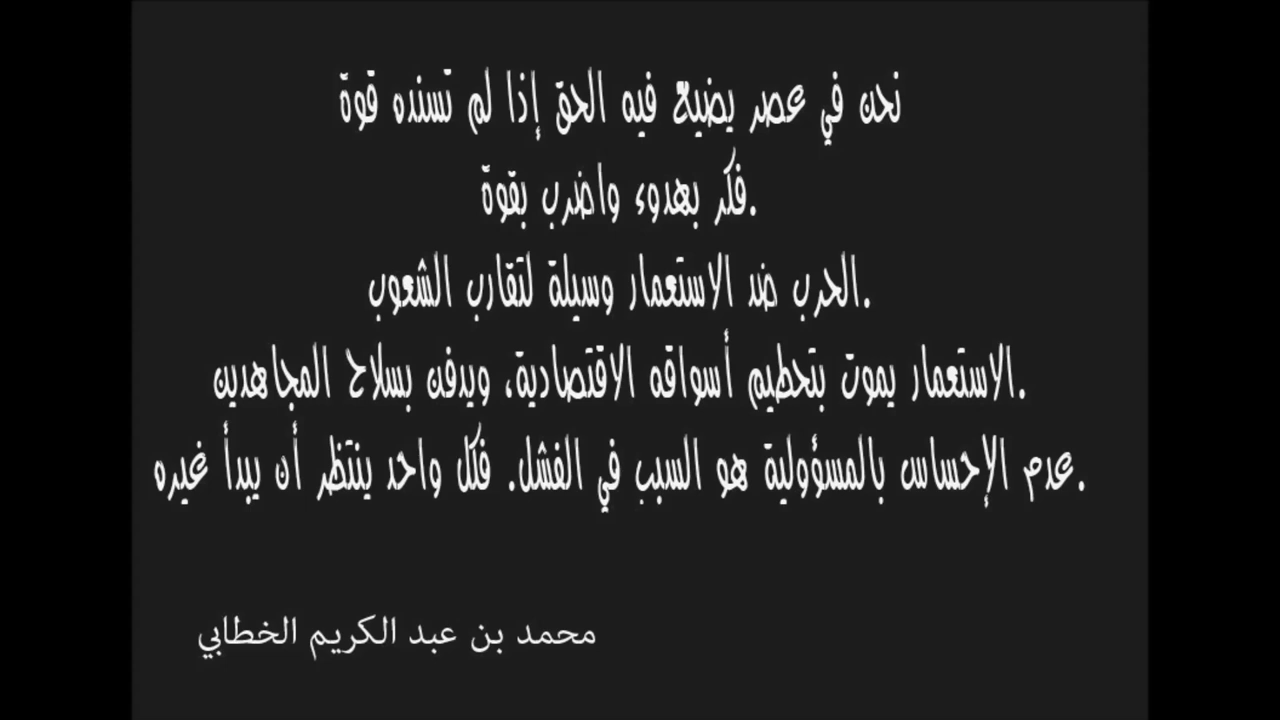 نحن في عصر يضيع فيه الحق إذا لم تسنده قوة
.فكر بهدوء واضرب بقوة
.الحرب ضد الاستعمار وسيلة لتقارب الشعوب
.الاستعمار يموت بتحطيم أسواقه الاقتصادية، ويدفن بسلاح المجاهدين
.عدم الإحساس بالمسؤولية هو السبب في الفشل. فكل واحد ينتظر أن يبدأ غيره
محمد بن عبد الكريم الخطابي